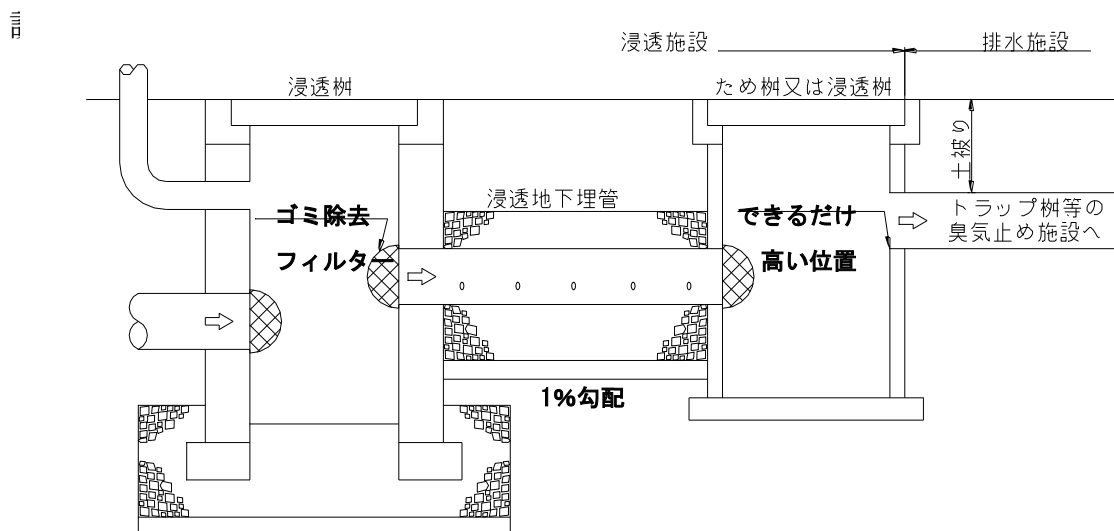 浸透施設
排水施設
浸透桝
ため桝又は浸透桝
土被り
浸透地下埋管
ゴミ除去
フィルター
できるだけ
高い位置
トラップ桝等の
臭気止め施設へ
1%勾配